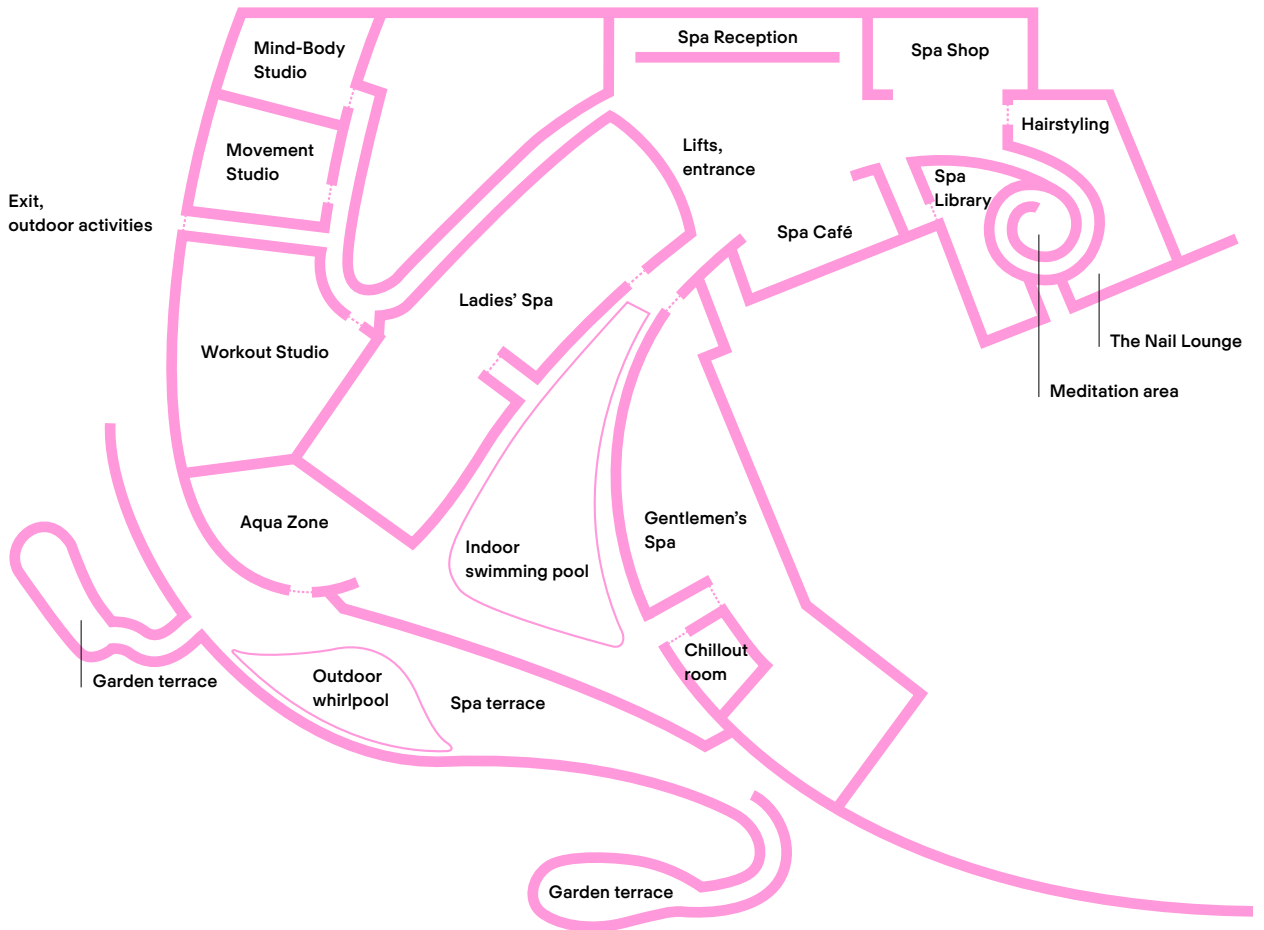 Mind-Body
Studio
Spa Reception
Spa Shop
Movement
Studio
Hairstyling
Lifts,
entrance
Spa
Library
Exit,
outdoor activities
Spa Café
Ladies’ Spa
Workout Studio
The Nail Lounge
Meditation area
Aqua Zone
Gentlemen’s
Spa
Indoor
swimming pool
Chillout
room
Garden terrace
Outdoor
whirlpool
Spa terrace
Garden terrace